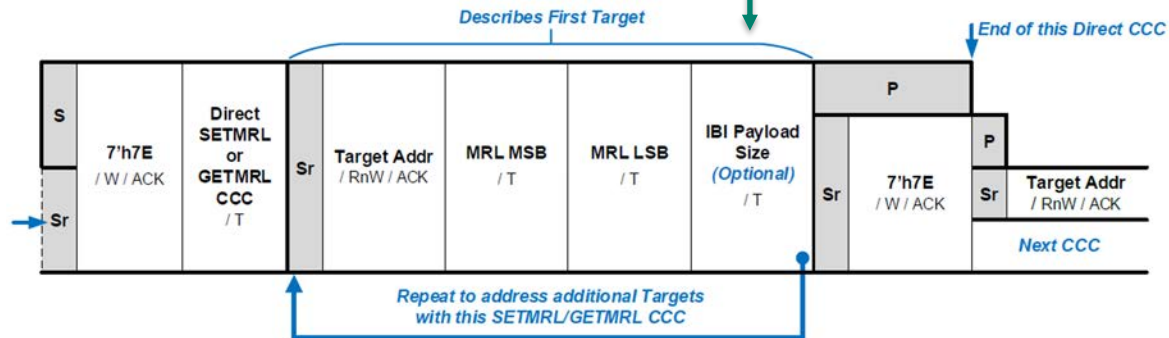 Describes First Target
End of this Direct CCC
S
Sr
7'h7E
/ W / ACK
Direct
SETMRL
or
GETMRL
CCC
/ T
Sr
Target Addr
/ RnW / ACK
MRL MSB
/ T
MRL LSB
/ T
IBI Payload
Size
(Optional)
/ T
P
Sr
7'h7E
/ W / ACK
P
Sr
Target Addr
/ RnW / ACK
Next CCC
Repeat to address additional Targets
with this SETMRL/GETMRL CCC